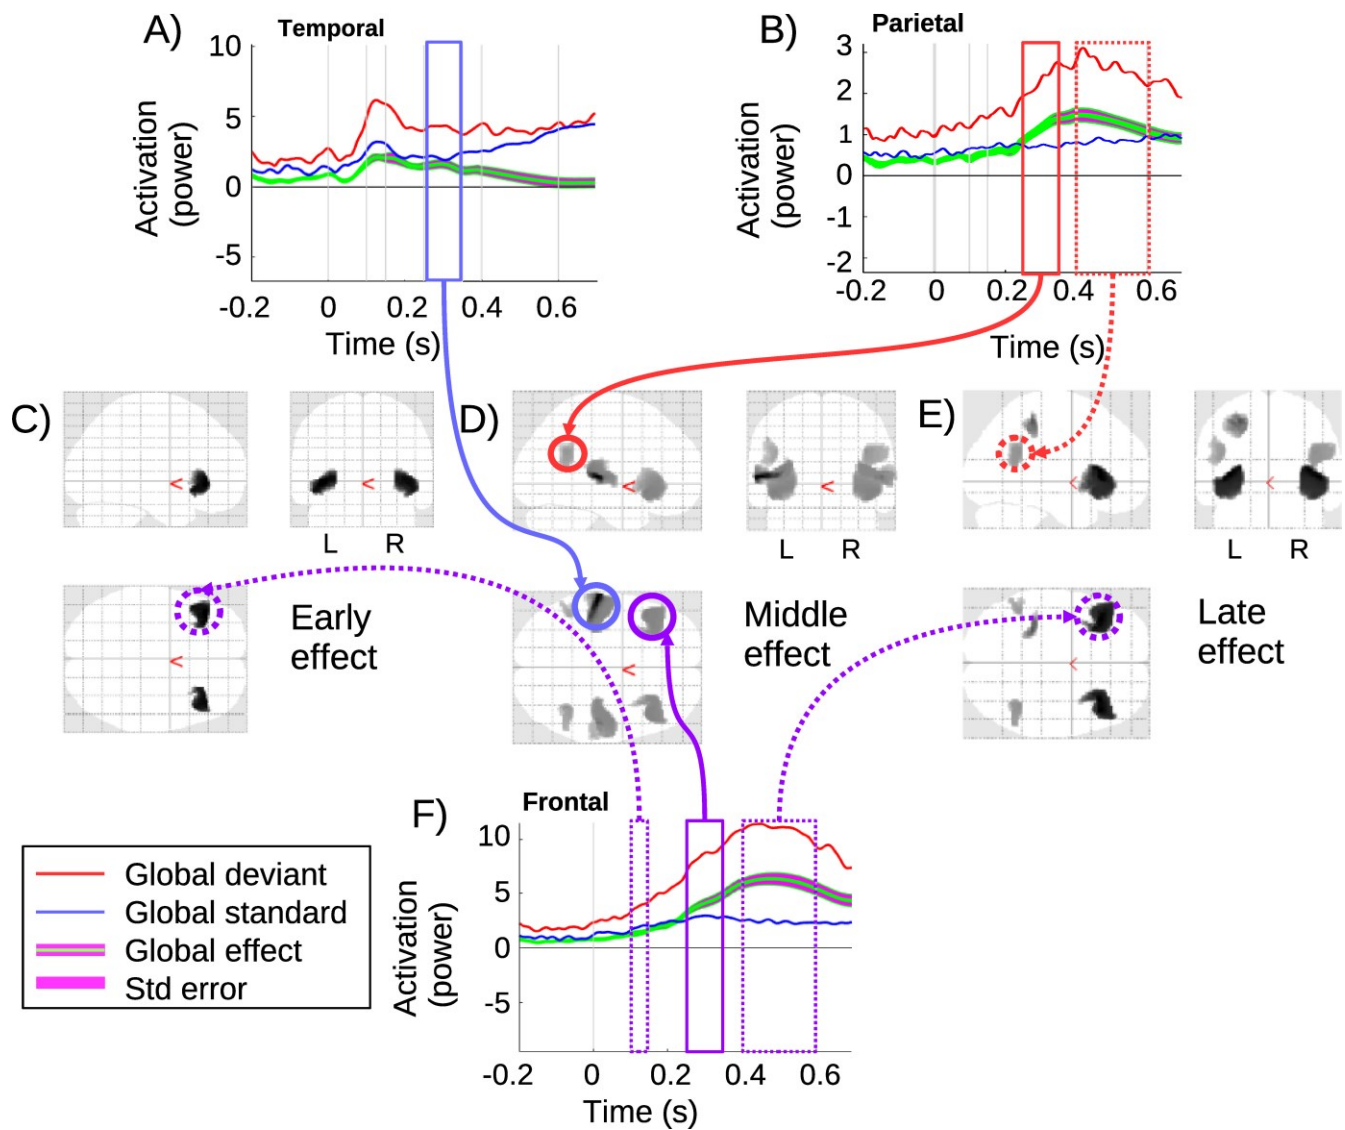 A)
Temporal
10
5
0
-5
Activation
(power)
-0.2
0
0.2
0.4
0.6
Time (s)
B)
Parietal
3
2
1
0
-1
-2
Activation
(power)
-0.2
0
0.2
0.4
0.6
Time (s)
C)
<
<
L R
<
Early
effect
D)
<
<
L R
<
Middle
effect
E)
<
<
L R
<
Late
effect
F)
Frontal
10
5
0
-5
Activation
(power)
-0.2
0
0.2
0.4
0.6
Time (s)
Global deviant
Global standard
Global effect
Std error